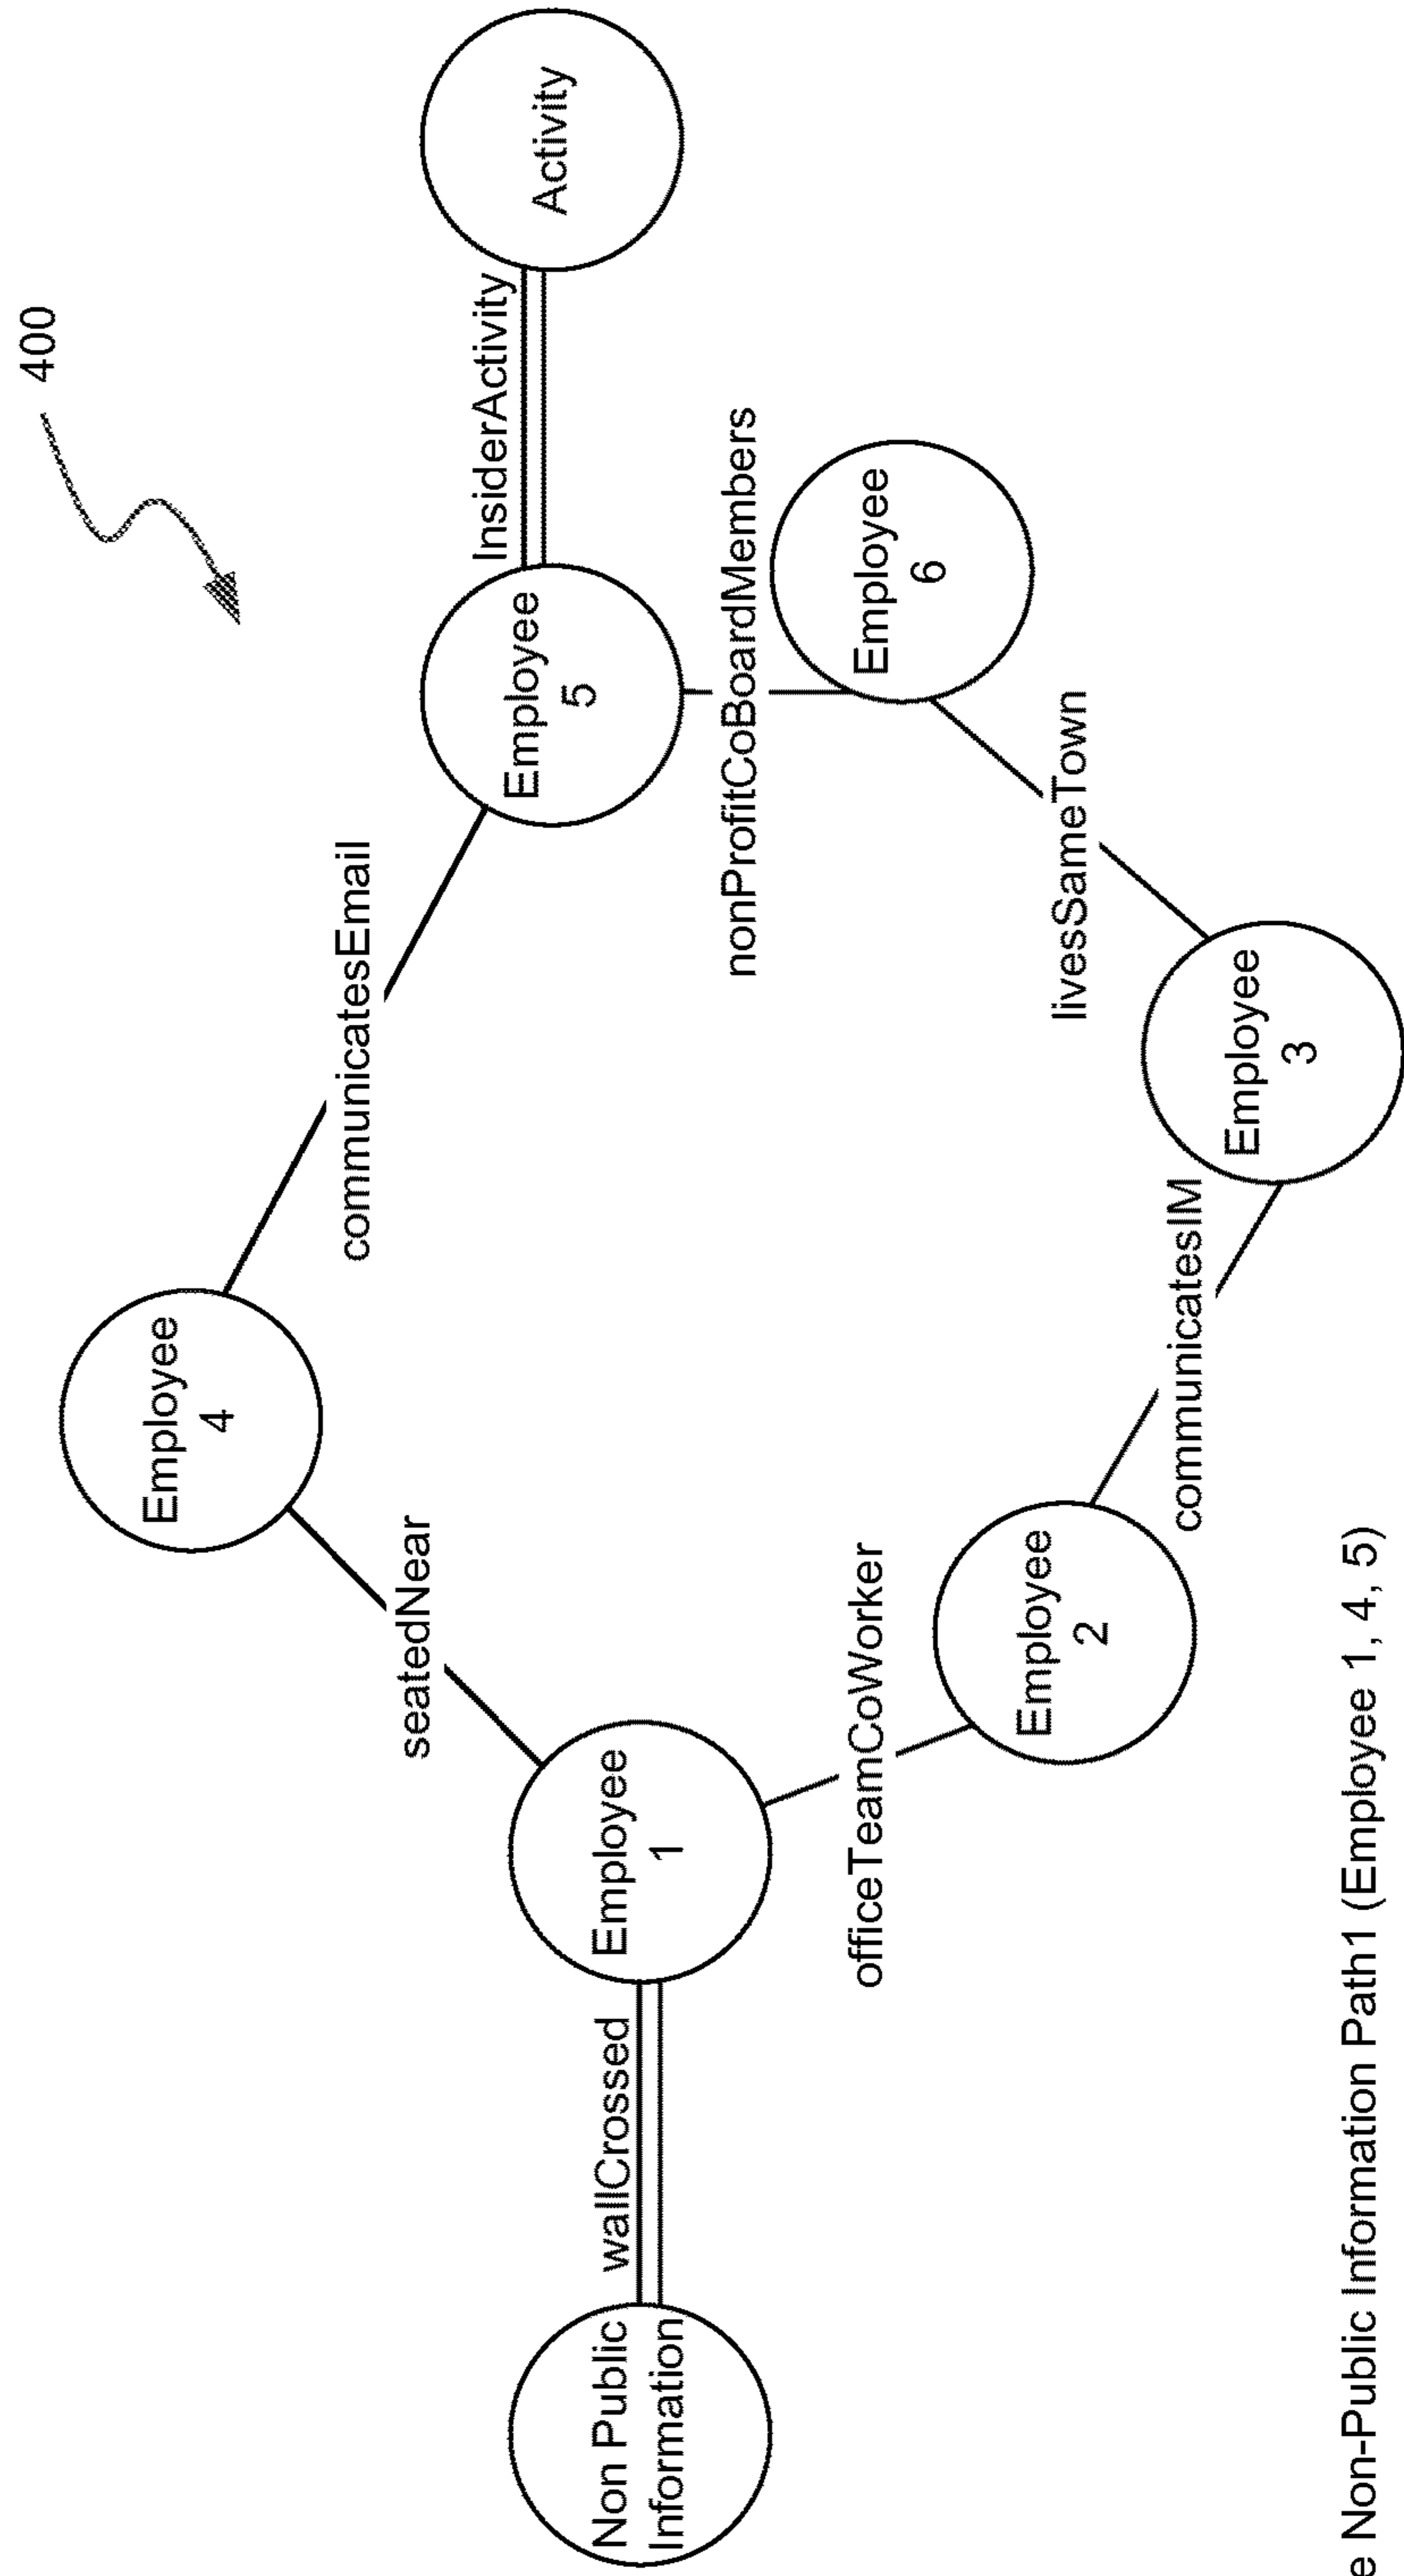 400
Employee
4
seatedNear
communicatesEmail
Non Public
Information
wallCrossed
Employee
1
Employee
5
InsiderActivity
Activity
officeTeamCoWorker
nonProfitCoBoardMembers
Employee
6
Employee
2
communicatesIM
livesSameTown
Employee
3
e Non-Public Information Path1 (Employee 1, 4, 5)